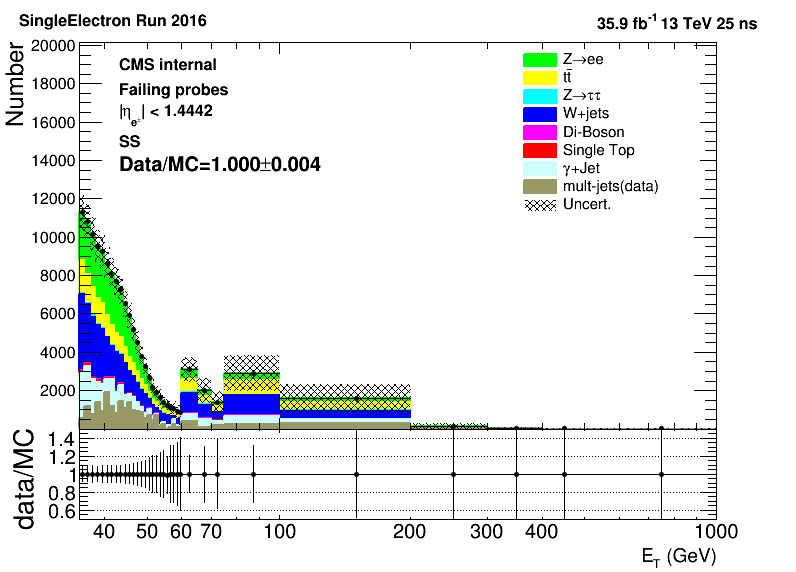 SingleElectron Run 2016
35.9 fb⁻¹ 13 TeV 25 ns
Number
20000
18000
16000
14000
12000
10000
8000
6000
4000
2000
CMS internal
Failing probes
|η_e±| < 1.4442
SS
Data/MC=1.000±0.004
Z→ee
tt̄
Z→ττ
W+jets
Di-Boson
Single Top
γ+Jet
mult-jets(data)
Uncert.
data/MC
1.4
1.2
1
0.8
0.6
40 50 60 70 100 200 300 400 1000
E_T (GeV)